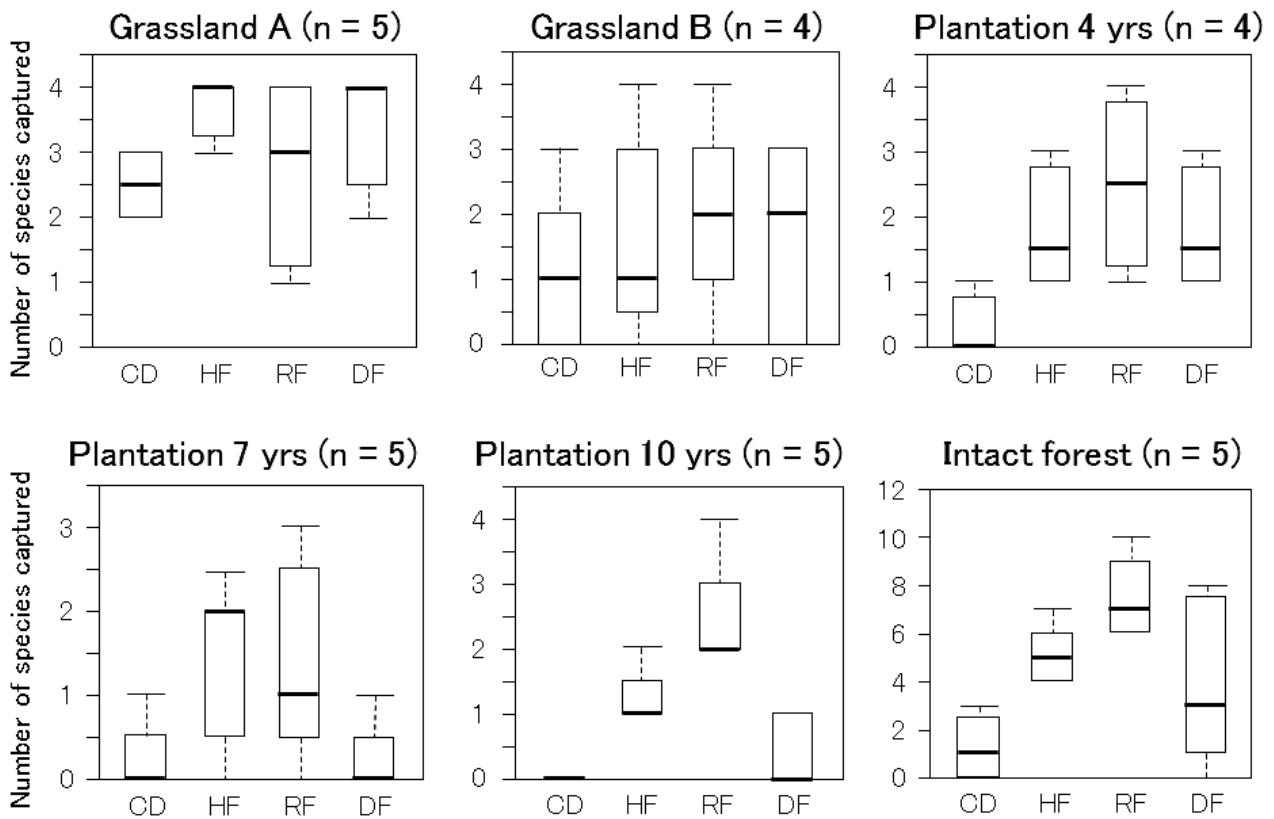 Grassland A (n = 5)
Grassland B (n = 4)
Plantation 4 yrs (n = 4)
Number of species captured
4
3
2
1
0
CD HF RF DF
4
3
2
1
0
CD HF RF DF
4
3
2
1
0
CD HF RF DF
Plantation 7 yrs (n = 5)
Plantation 10 yrs (n = 5)
Intact forest (n = 5)
Number of species captured
3
2
1
0
CD HF RF DF
4
3
2
1
0
CD HF RF DF
12
10
8
6
4
2
0
CD HF RF DF